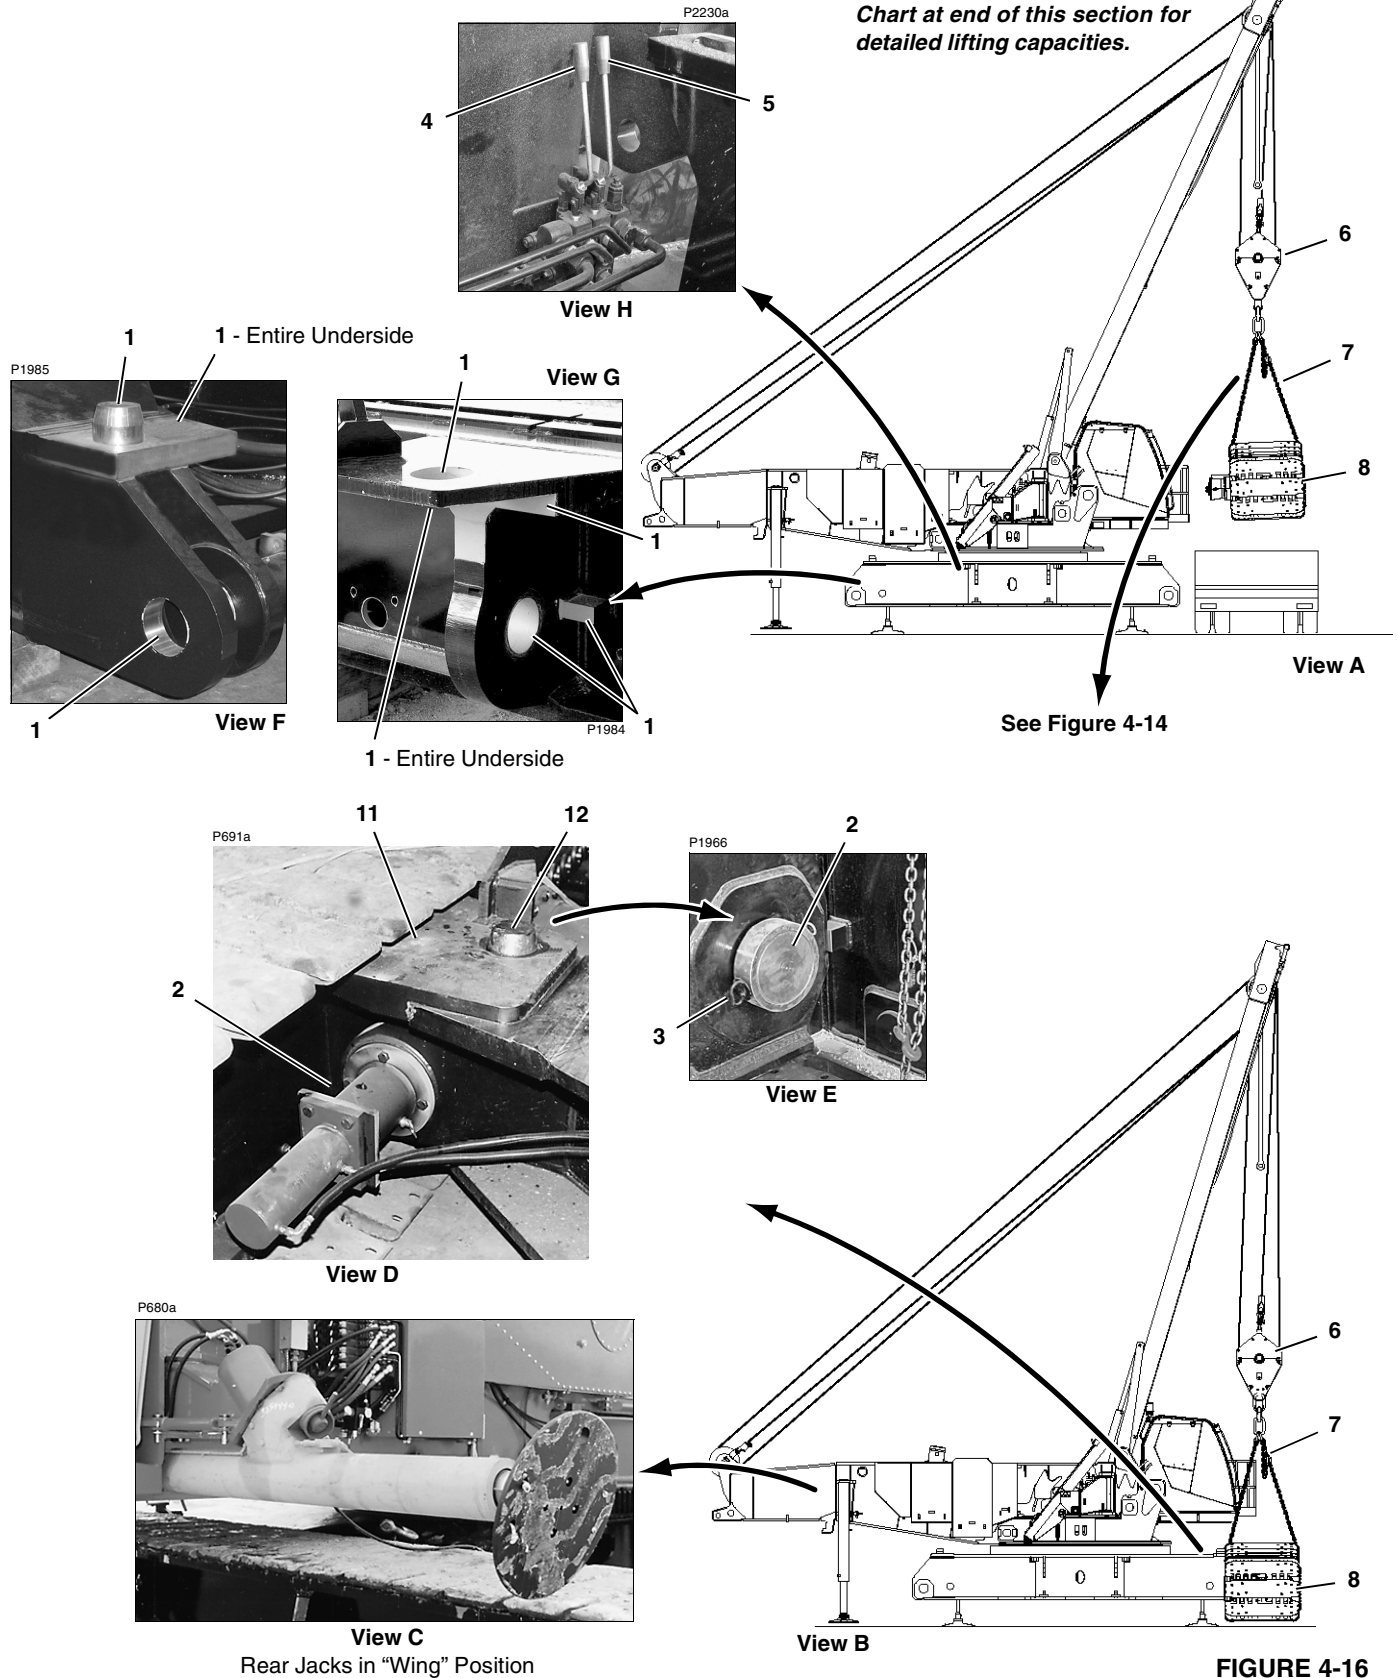 P2230a
Chart at end of this section for
detailed lifting capacities.
4
5
6
View H
1
1 - Entire Underside
P1985
1
View G
7
8
1
1
View F
P1984
1
1 - Entire Underside
View A
See Figure 4-14
11
12
P691a
2
P1966
2
3
View E
View D
P680a
6
7
8
View C
Rear Jacks in “Wing” Position
View B
FIGURE 4-16